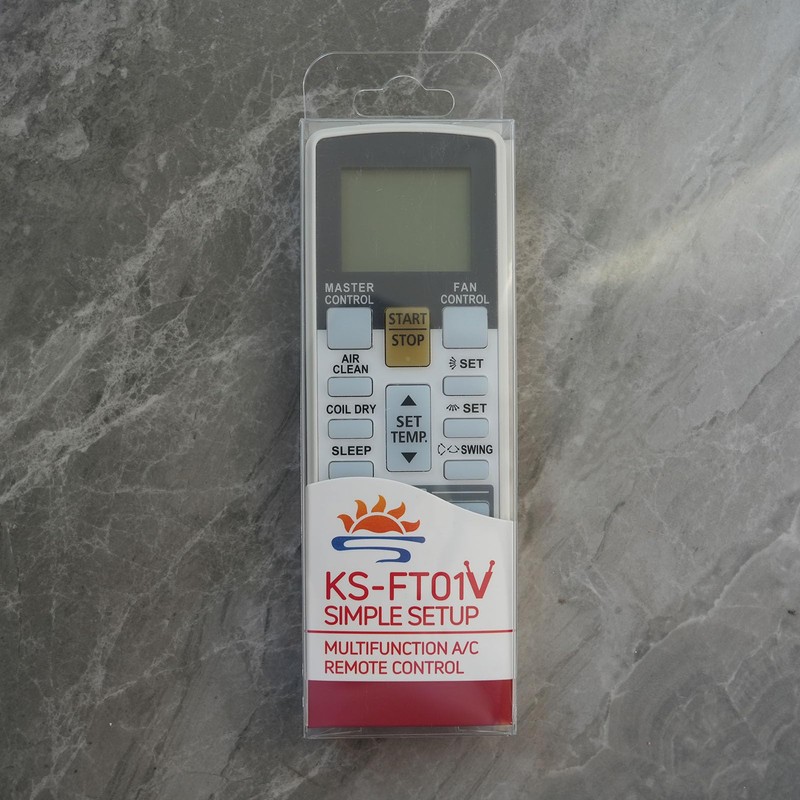 MASTER
CONTROL
FAN
CONTROL
START
STOP
AIR
CLEAN
SET
COIL DRY
SET
TEMP.
SET
SLEEP
SWING
KS-FT01V
SIMPLE SETUP
MULTIFUNCTION A/C
REMOTE CONTROL